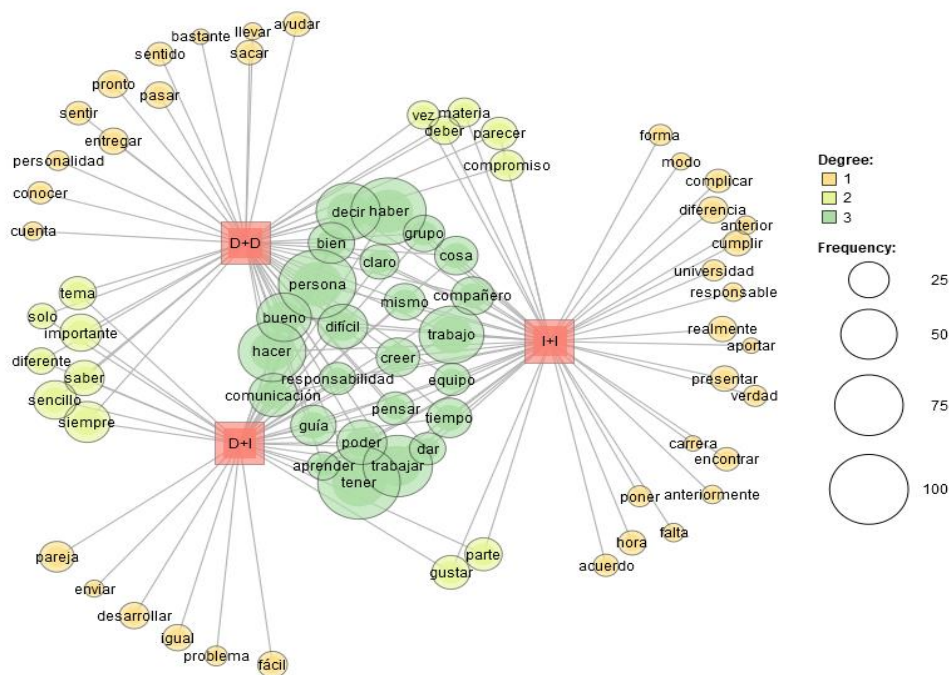 bastante
llevar
ayudar
sentido
sacar
pronto
pasar
sentir
entregar
personalidad
conocer
cuenta
D+D
tema
solo
importante
diferente
saber
sencillo
siempre
D+I
pareja
enviar
desarrollar
igual
problema
fácil
vez
materia
deber
parecer
compromiso
decir
haber
bien
grupo
claro
cosa
persona
mismo
compañero
bueno
difícil
trabajo
hacer
creer
responsabilidad
equipo
comunicación
pensar
tiempo
guía
poder
dar
aprender
trabajar
tener
parte
gustar
I+I
forma
modo
complicar
diferencia
anterior
cumplir
universidad
responsable
realmente
aportar
presentar
verdad
carrera
encontrar
poner
anteriormente
hora
falta
acuerdo
Degree:
1
2
3
Frequency:
25
50
75
100